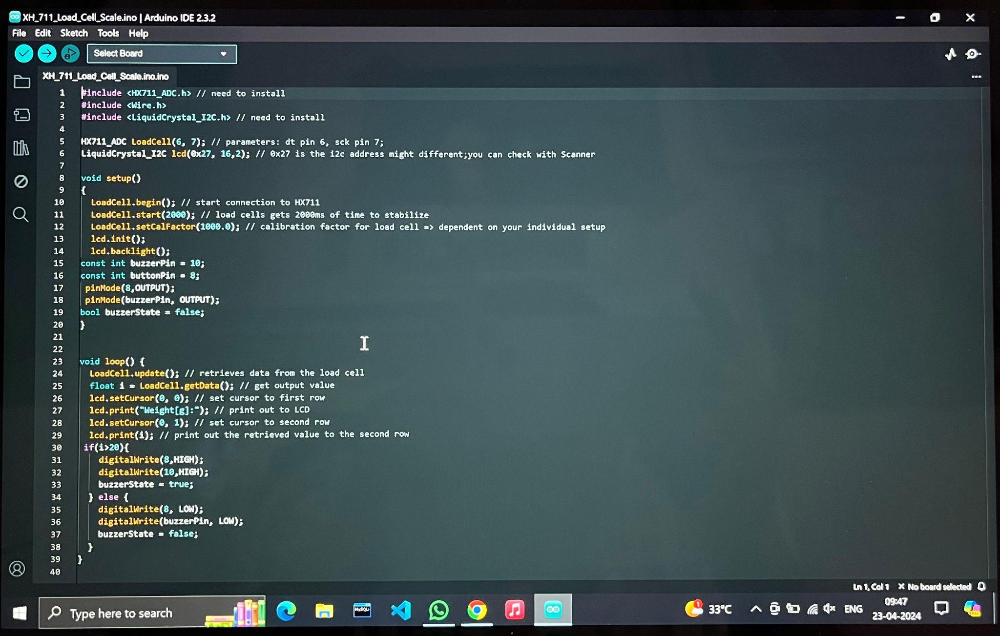 XH_711_Load_Cell_Scale.ino | Arduino IDE 2.3.2
File Edit Sketch Tools Help
Select Board
XH_711_Load_Cell_Scale.ino.ino
1 #include <HX711_ADC.h> // need to install
2 #include <Wire.h>
3 #include <LiquidCrystal_I2C.h> // need to install
4
5 HX711_ADC LoadCell(6, 7); // parameters: dt pin 6, sck pin 7;
6 LiquidCrystal_I2C lcd(0x27, 16,2); // 0x27 is the i2c address might different;you can check with Scanner
7
8 void setup()
9 {
10 LoadCell.begin(); // start connection to HX711
11 LoadCell.start(2000); // load cells gets 2000ms of time to stabilize
12 LoadCell.setCalFactor(1000.0); // calibration factor for load cell => dependent on your individual setup
13 lcd.init();
14 lcd.backlight();
15 const int buzzerPin = 10;
16 const int buttonPin = 8;
17 pinMode(8,OUTPUT);
18 pinMode(buzzerPin, OUTPUT);
19 bool buzzerState = false;
20 }
21
22
23 void loop() {
24 LoadCell.update(); // retrieves data from the load cell
25 float i = LoadCell.getData(); // get output value
26 lcd.setCursor(0, 0); // set cursor to first row
27 lcd.print("Weight[g]:"); // print out to LCD
28 lcd.setCursor(0, 1); // set cursor to second row
29 lcd.print(i); // print out the retrieved value to the second row
30 if(i>20){
31 digitalWrite(8,HIGH);
32 digitalWrite(10,HIGH);
33 buzzerState = true;
34 } else {
35 digitalWrite(8, LOW);
36 digitalWrite(buzzerPin, LOW);
37 buzzerState = false;
38 }
39 }
40
Ln 1, Col 1 × No board selected
Type here to search
MySQL
1
33°C
ENG
09:47
23-04-2024
PRE